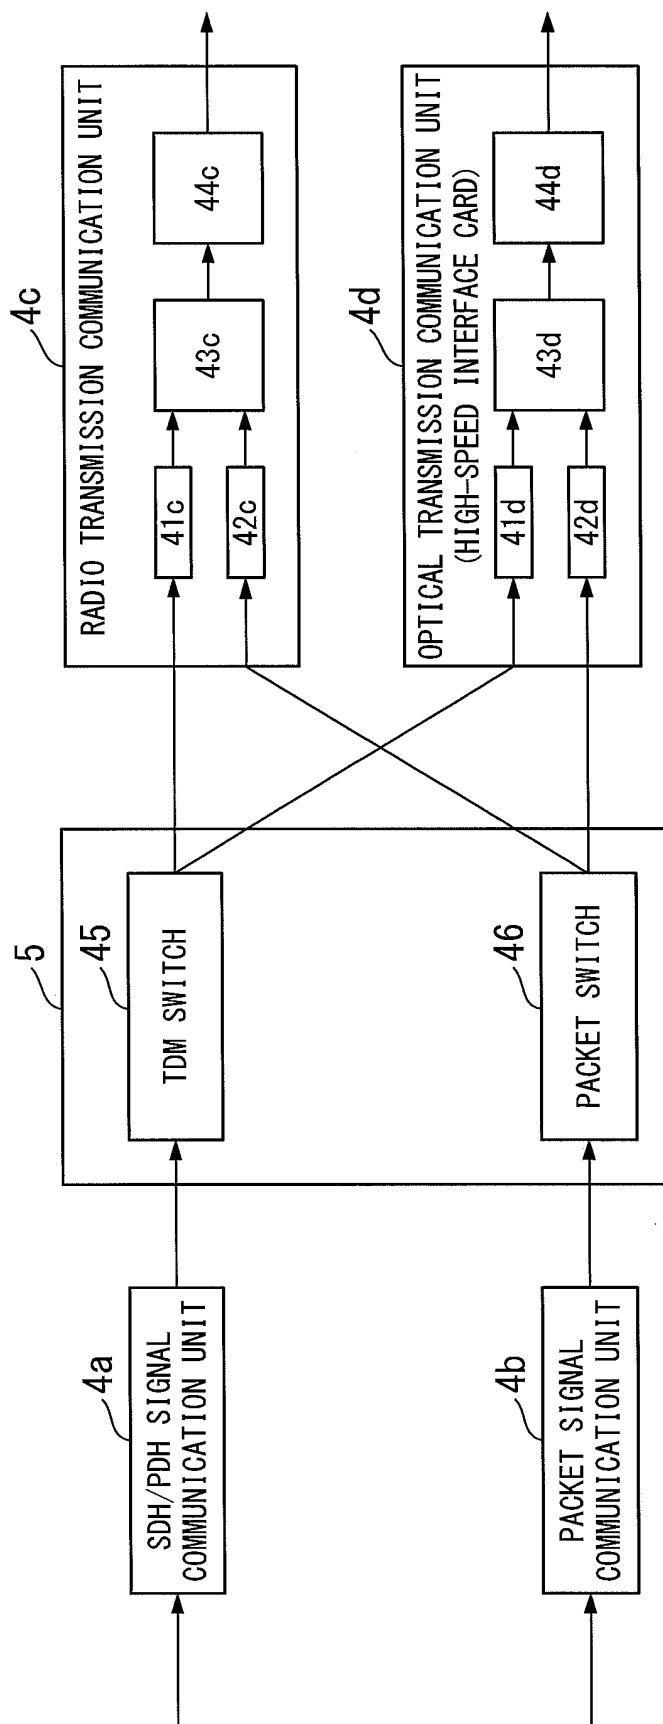 4a
SDH/PDH SIGNAL
COMMUNICATION UNIT
4b
PACKET SIGNAL
COMMUNICATION UNIT
5
45
TDM SWITCH
46
PACKET SWITCH
4c
RADIO TRANSMISSION COMMUNICATION UNIT
41c
42c
43c
44c
4d
OPTICAL TRANSMISSION COMMUNICATION UNIT
(HIGH-SPEED INTERFACE CARD)
41d
42d
43d
44d